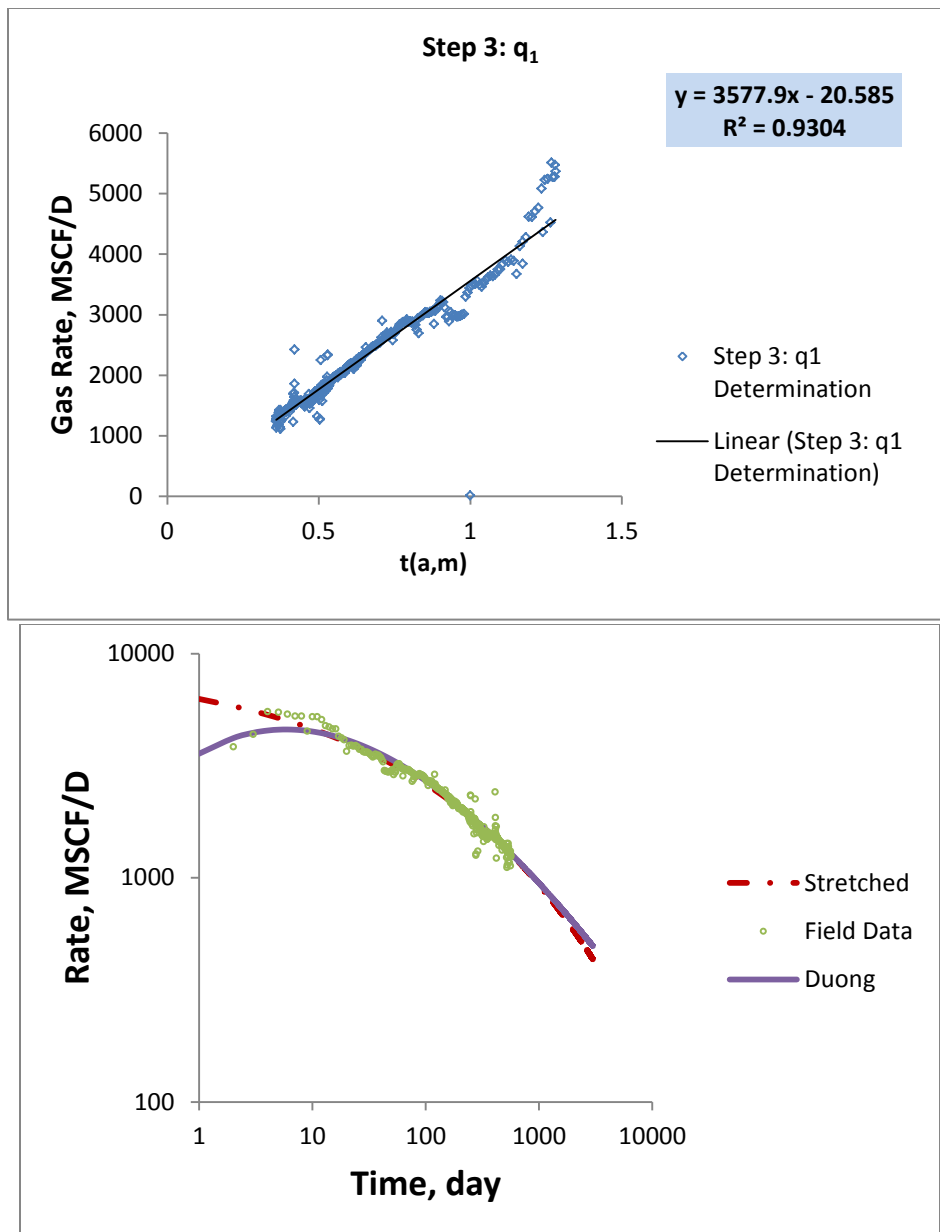 Step 3: q₁
y = 3577.9x - 20.585
R² = 0.9304
6000
5000
4000
3000
2000
1000
0
Gas Rate, MSCF/D
0
0.5
1
1.5
t(a,m)
Step 3: q1
Determination
Linear (Step 3: q1
Determination)
10000
1000
100
Rate, MSCF/D
1
10
100
1000
10000
Time, day
Stretched
Field Data
Duong